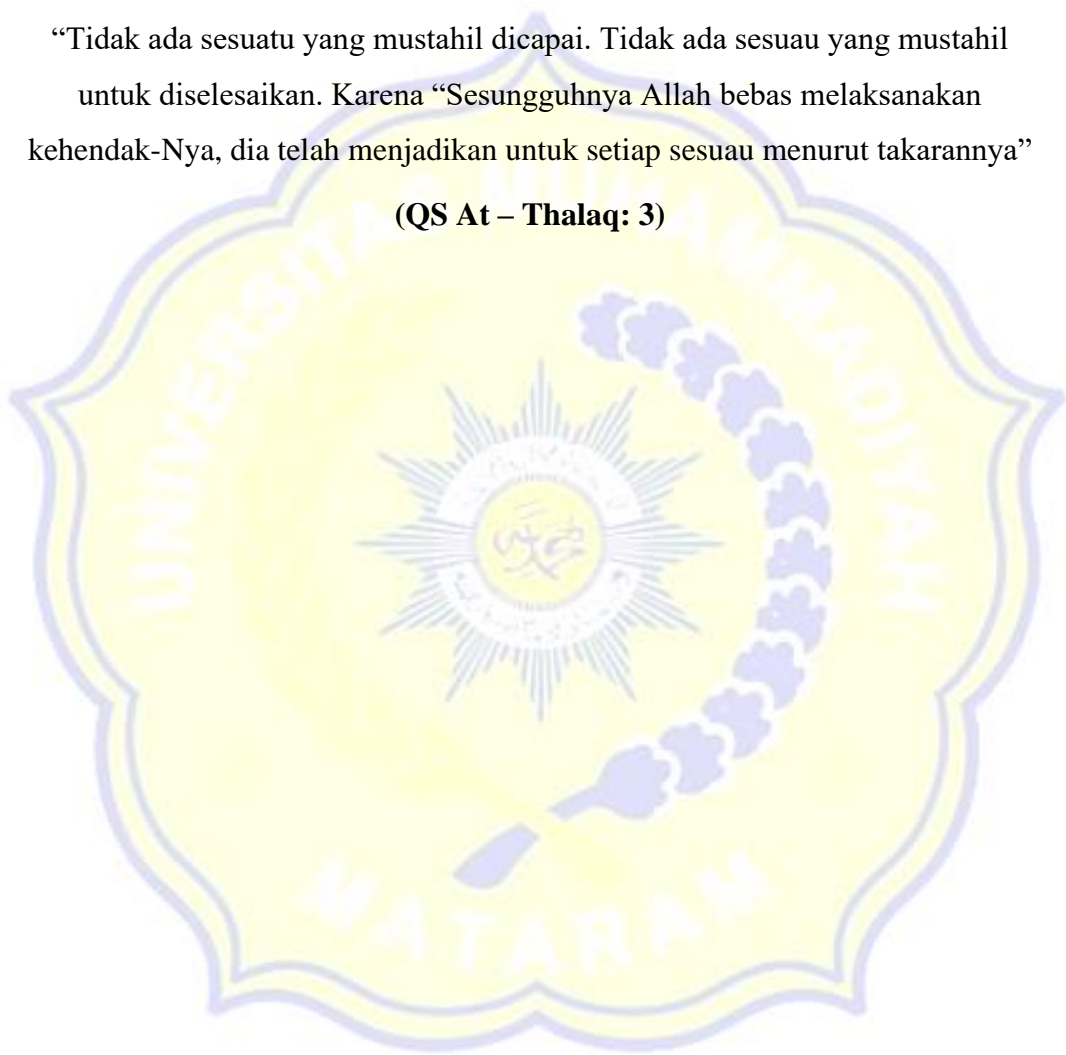 “Tidak ada sesuatu yang mustahil dicapai. Tidak ada sesuau yang mustahil
untuk diselesaikan. Karena “Sesungguhnya Allah bebas melaksanakan
kehendak-Nya, dia telah menjadikan untuk setiap sesuau menurut takarannya”
(QS At – Thalaq: 3)
UNIVERSITAS MUHAMMADIYAH
MATARAM